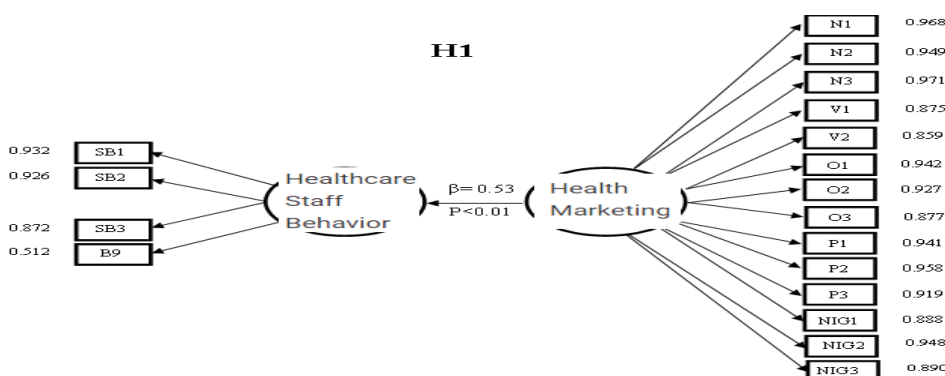 H1
0.932 SB1
0.926 SB2
0.872 SB3
0.512 B9
Healthcare
Staff
Behavior
β= 0.53
P<0.01
Health
Marketing
N1 0.968
N2 0.949
N3 0.971
V1 0.875
V2 0.859
O1 0.942
O2 0.927
O3 0.877
P1 0.941
P2 0.958
P3 0.919
NIG1 0.888
NIG2 0.948
NIG3 0.890